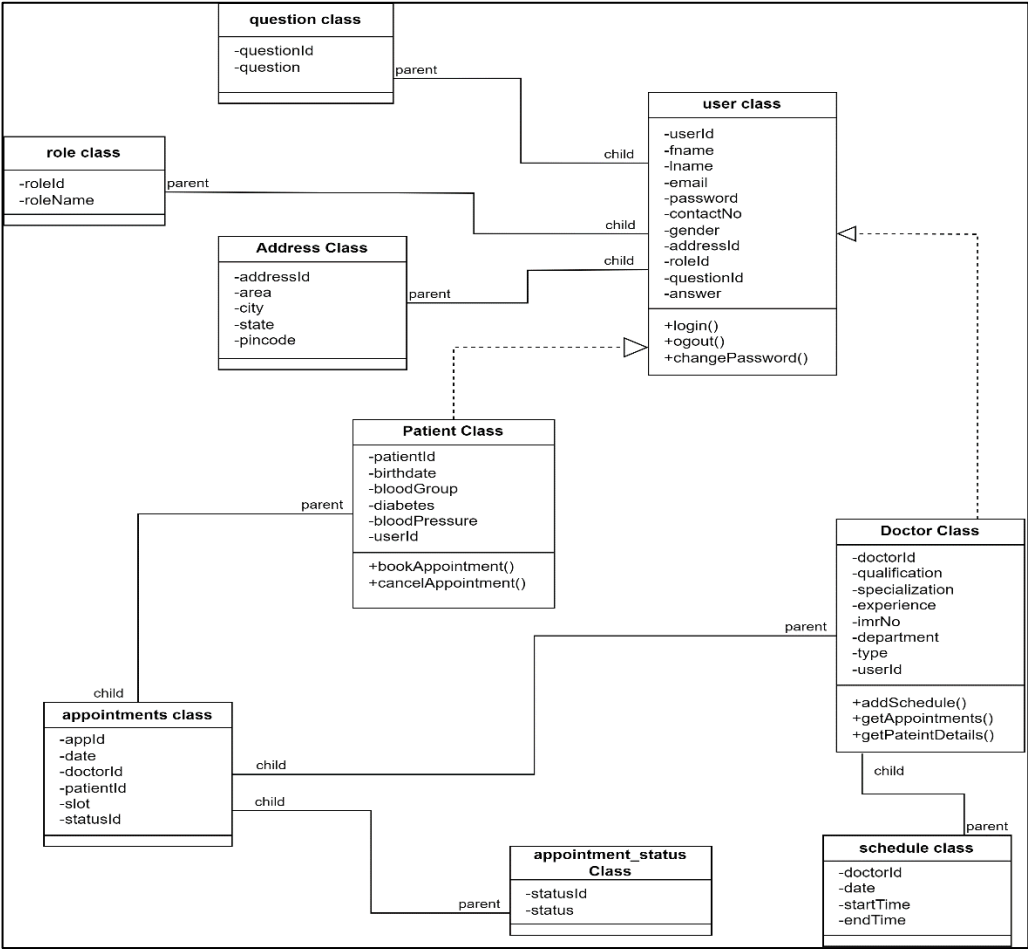 question class
-questionId
-question
parent
child
role class
-roleId
-roleName
parent
child
Address Class
-addressId
-area
-city
-state
-pincode
parent
child
user class
-userId
-fname
-lname
-email
-password
-contactNo
-gender
-addressId
-roleId
-questionId
-answer
+login()
+ogout()
+changePassword()
Patient Class
-patientId
-birthdate
-bloodGroup
-diabetes
-bloodPressure
-userId
+bookAppointment()
+cancelAppointment()
parent
child
Doctor Class
-doctorId
-qualification
-specialization
-experience
-imrNo
-department
-type
-userId
+addSchedule()
+getAppointments()
+getPateintDetails()
parent
child
appointments class
-appId
-date
-doctorId
-patientId
-slot
-statusId
child
parent
appointment_status
Class
-statusId
-status
child
parent
schedule class
-doctorId
-date
-startTime
-endTime